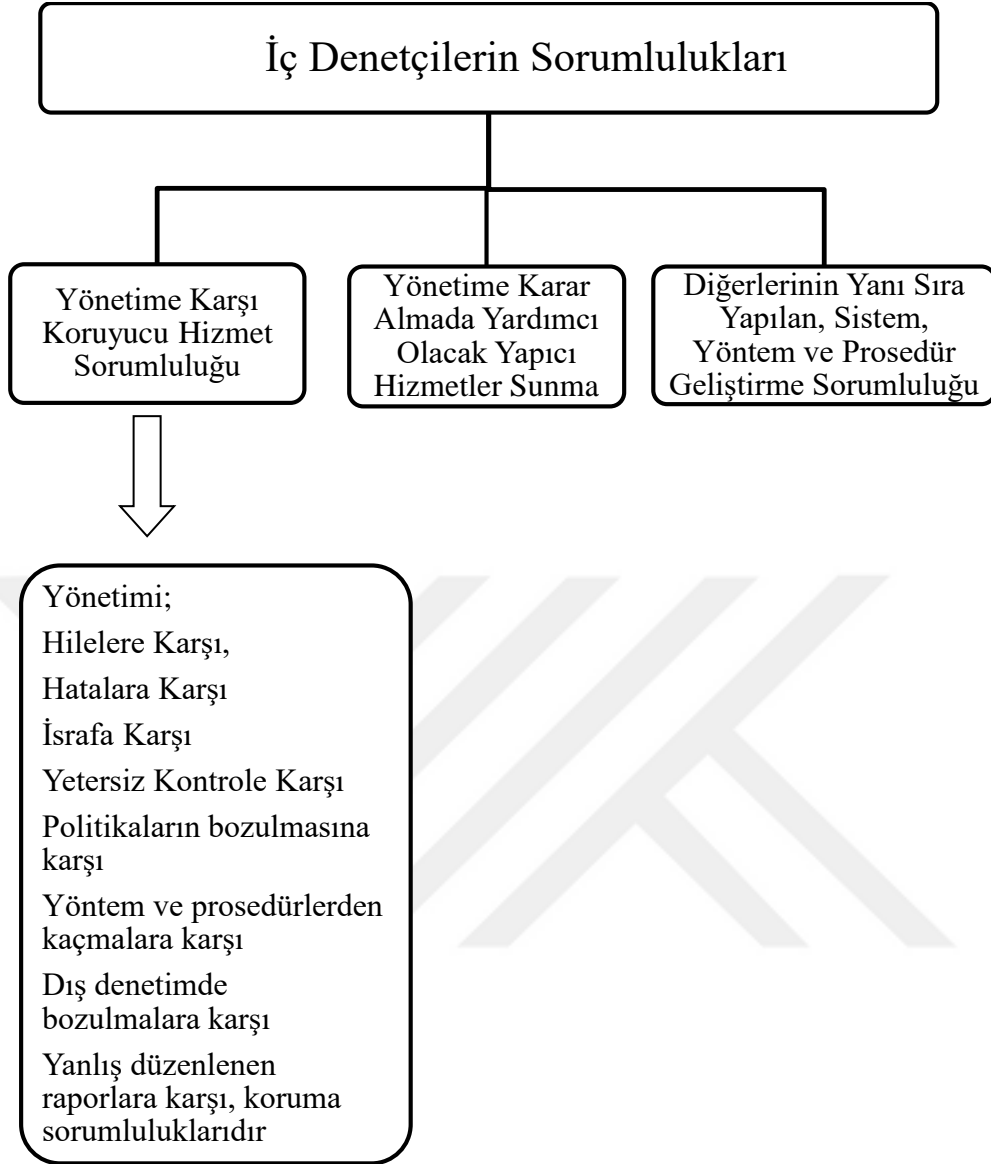 İç Denetçilerin Sorumlulukları
Yönetime Karşı
Koruyucu Hizmet
Sorumluluğu
Yönetime Karar
Almada Yardımcı
Olacak Yapıcı
Hizmetler Sunma
Diğerlerinin Yanı Sıra
Yapılan, Sistem,
Yöntem ve Prosedür
Geliştirme Sorumluluğu
Yönetimi;
Hilelere Karşı,
Hatalara Karşı
İsrafa Karşı
Yetersiz Kontrole Karşı
Politikaların bozulmasına
karşı
Yöntem ve prosedürlerden
kaçmalara karşı
Dış denetimde
bozulmalara karşı
Yanlış düzenlenen
raporlara karşı, koruma
sorumluluklarıdır